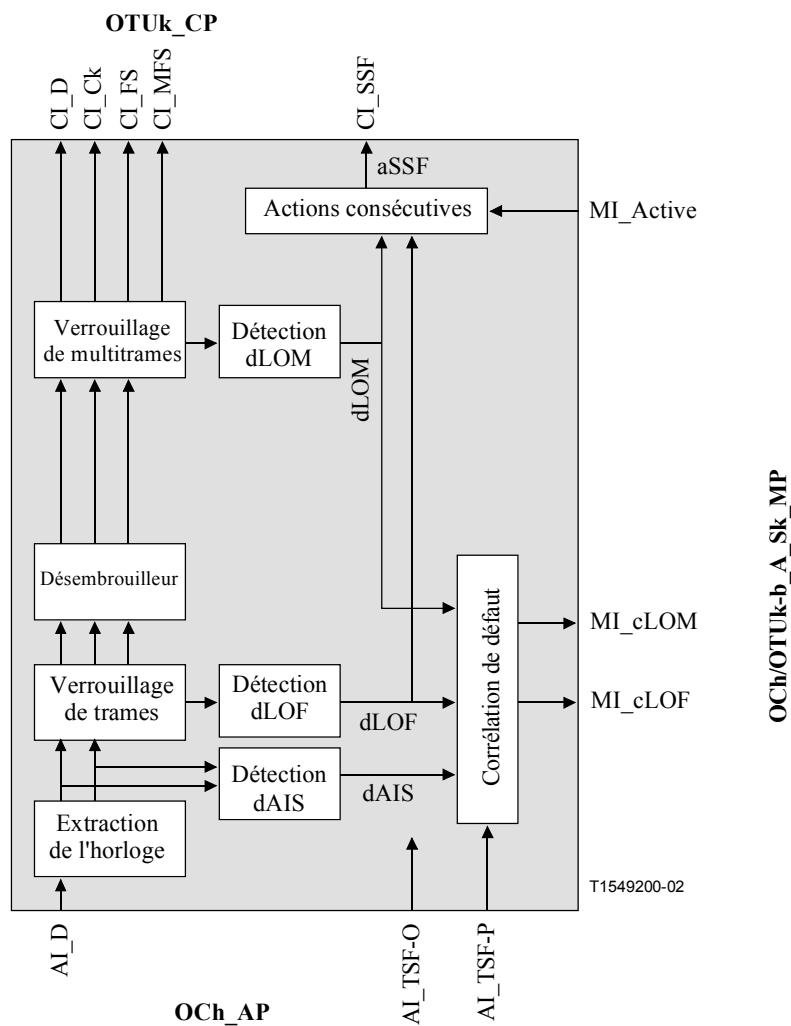 OTUk_CP
CI_D
CI_Ck
CI_FS
CI_MFS
CI_SSF
aSSF
Actions consécutives
MI_Active
Verrouillage
de multitrames
Détection
dLOM
dLOM
Désembrouilleur
Corrélation de défaut
MI_cLOM
OCh/OTUk-b_A_Sk_MP
Verrouillage
de trames
Détection
dLOF
dLOF
MI_cLOF
Détection
dAIS
dAIS
Extraction
de l'horloge
T1549200-02
AI_D
AI_TSF-O
AI_TSF-P
OCh_AP